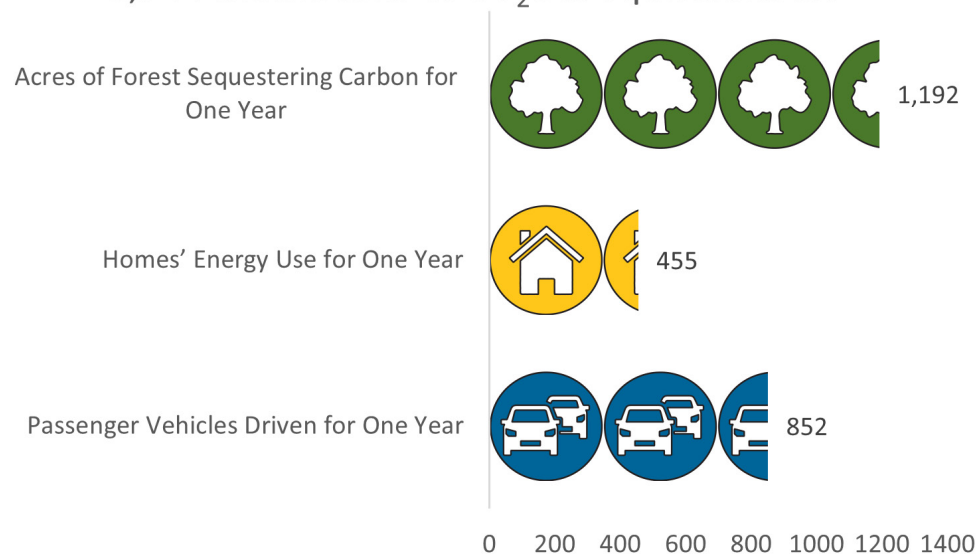 2
Acres of Forest Sequestering Carbon for
One Year
1,192
Homes’ Energy Use for One Year
455
Passenger Vehicles Driven for One Year
852
0 200 400 600 800 1000 1200 1400